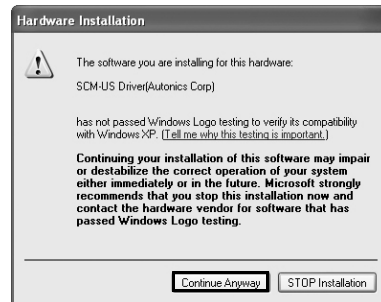 Hardware Installation
The software you are installing for this hardware:
SCM-US Driver(Autonics Corp)
has not passed Windows Logo testing to verify its compatibility
with Windows XP. (Tell me why this testing is important.)
Continuing your installation of this software may impair
or destabilize the correct operation of your system
either immediately or in the future. Microsoft strongly
recommends that you stop this installation now and
contact the hardware vendor for software that has
passed Windows Logo testing.
Continue Anyway
STOP Installation